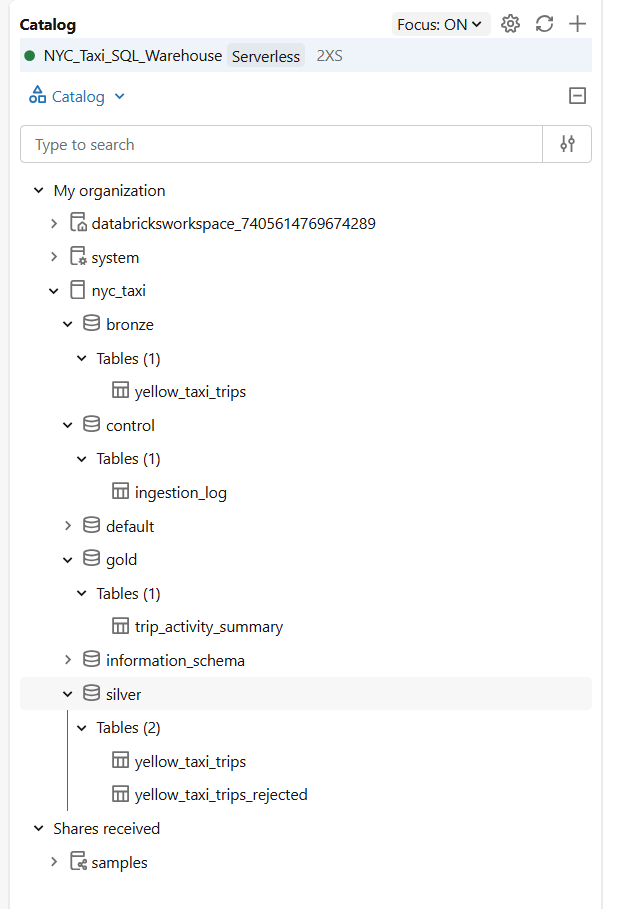 Catalog Focus: ON
NYC_Taxi_SQL_Warehouse Serverless 2XS
Catalog
Type to search
My organization
databricksworkspace_7405614769674289
system
nyc_taxi
bronze
Tables (1)
yellow_taxi_trips
control
Tables (1)
ingestion_log
default
gold
Tables (1)
trip_activity_summary
information_schema
silver
Tables (2)
yellow_taxi_trips
yellow_taxi_trips_rejected
Shares received
samples